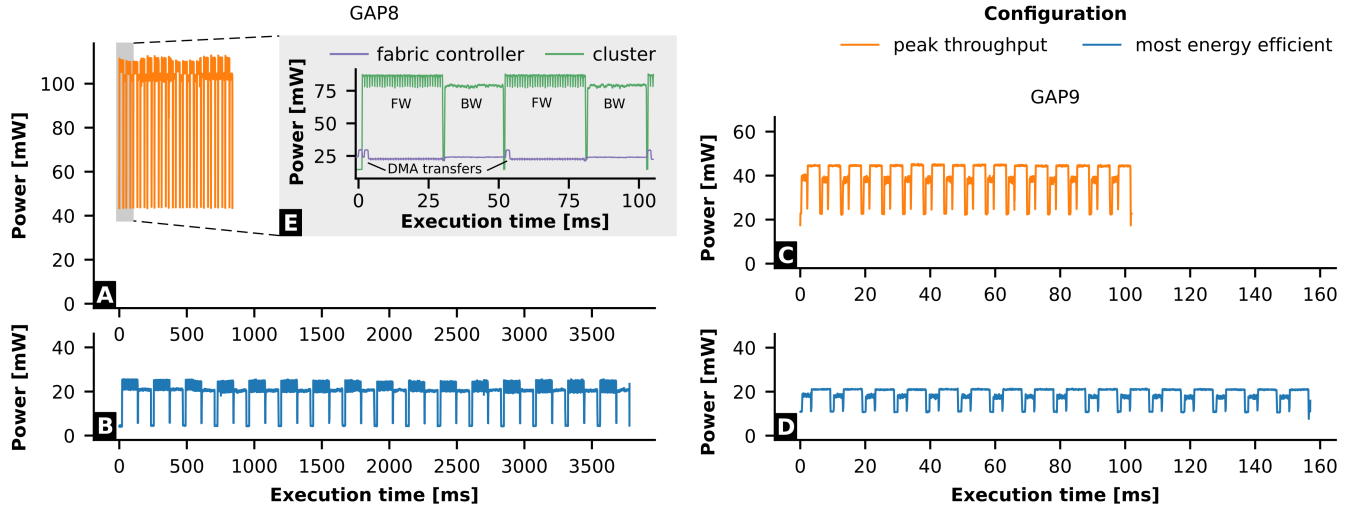 GAP8
Configuration
peak throughput
most energy efficient
Power [mW]
100
80
60
40
20
0
A
0
500
1000
1500
2000
2500
3000
3500
fabric controller
cluster
Power [mW]
75
50
25
FW
BW
FW
BW
DMA transfers
0
25
50
75
100
Execution time [ms]
E
GAP9
Power [mW]
60
40
20
0
C
0
20
40
60
80
100
120
140
160
Power [mW]
40
20
0
B
0
500
1000
1500
2000
2500
3000
3500
Execution time [ms]
Power [mW]
40
20
0
D
0
20
40
60
80
100
120
140
160
Execution time [ms]